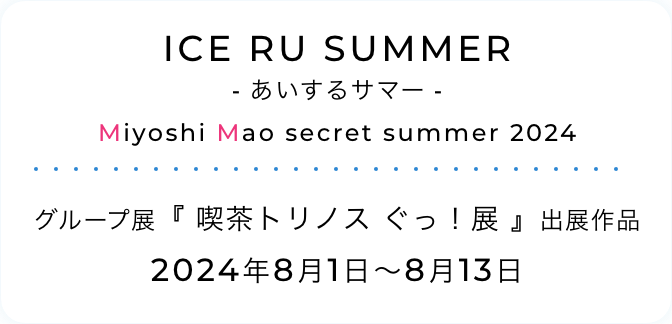 ICE RU SUMMER
- あいするサマー -
Miyoshi Mao secret summer 2024
グループ展『 喫茶トリノス ぐっ！展 』出展作品
2024年8月1日〜8月13日